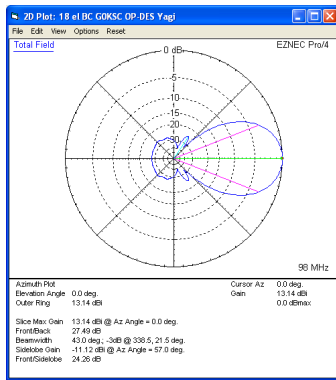 2D Plot: 18 el BC G0KSC OP-DES Yagi
File Edit View Options Reset
Total Field
0 dB
EZNEC Pro/4
-5
-10
-15
-20
-30
98 MHz
Azimuth Plot
Elevation Angle 0.0 deg.
Outer Ring 13.14 dBi
Cursor Az 0.0 deg.
Gain 13.14 dBi
0.0 dBmax
Slice Max Gain 13.14 dBi @ Az Angle = 0.0 deg.
Front/Back 27.49 dB
Beamwidth 43.0 deg.; -3dB @ 338.5, 21.5 deg.
Sidelobe Gain -11.12 dBi @ Az Angle = 57.0 deg.
Front/Sidelobe 24.26 dB